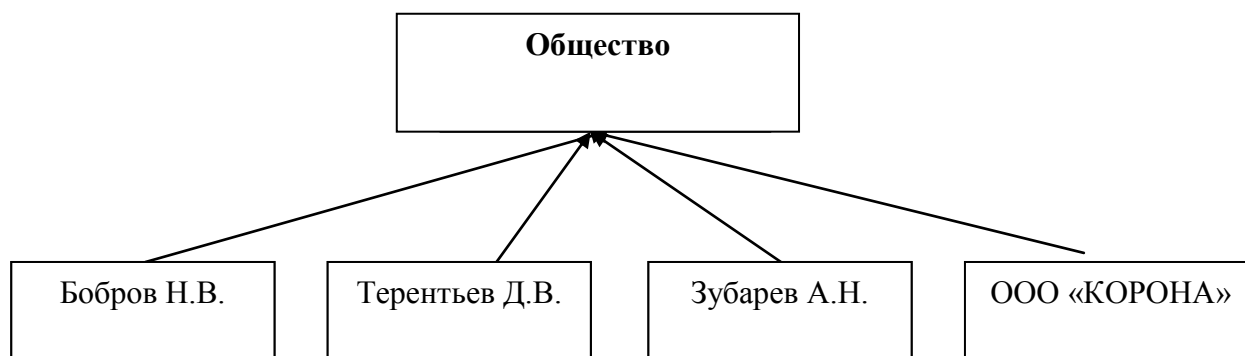 Общество
Бобров Н.В.
Терентьев Д.В.
Зубарев А.Н.
ООО «КОРОНА»